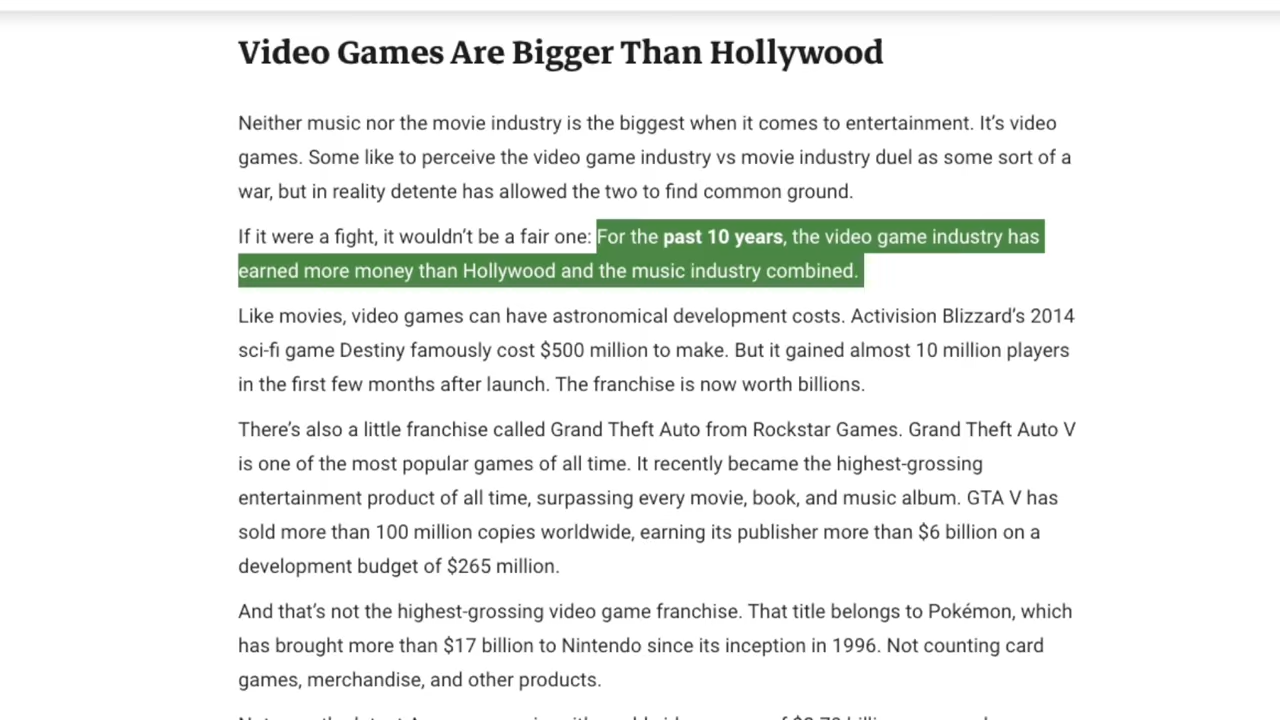 Video Games Are Bigger Than Hollywood
Neither music nor the movie industry is the biggest when it comes to entertainment. It’s video
games. Some like to perceive the video game industry vs movie industry duel as some sort of a
war, but in reality detente has allowed the two to find common ground.
If it were a fight, it wouldn’t be a fair one: For the past 10 years, the video game industry has
earned more money than Hollywood and the music industry combined.
Like movies, video games can have astronomical development costs. Activision Blizzard’s 2014
sci-fi game Destiny famously cost $500 million to make. But it gained almost 10 million players
in the first few months after launch. The franchise is now worth billions.
There’s also a little franchise called Grand Theft Auto from Rockstar Games. Grand Theft Auto V
is one of the most popular games of all time. It recently became the highest-grossing
entertainment product of all time, surpassing every movie, book, and music album. GTA V has
sold more than 100 million copies worldwide, earning its publisher more than $6 billion on a
development budget of $265 million.
And that’s not the highest-grossing video game franchise. That title belongs to Pokémon, which
has brought more than $17 billion to Nintendo since its inception in 1996. Not counting card
games, merchandise, and other products.